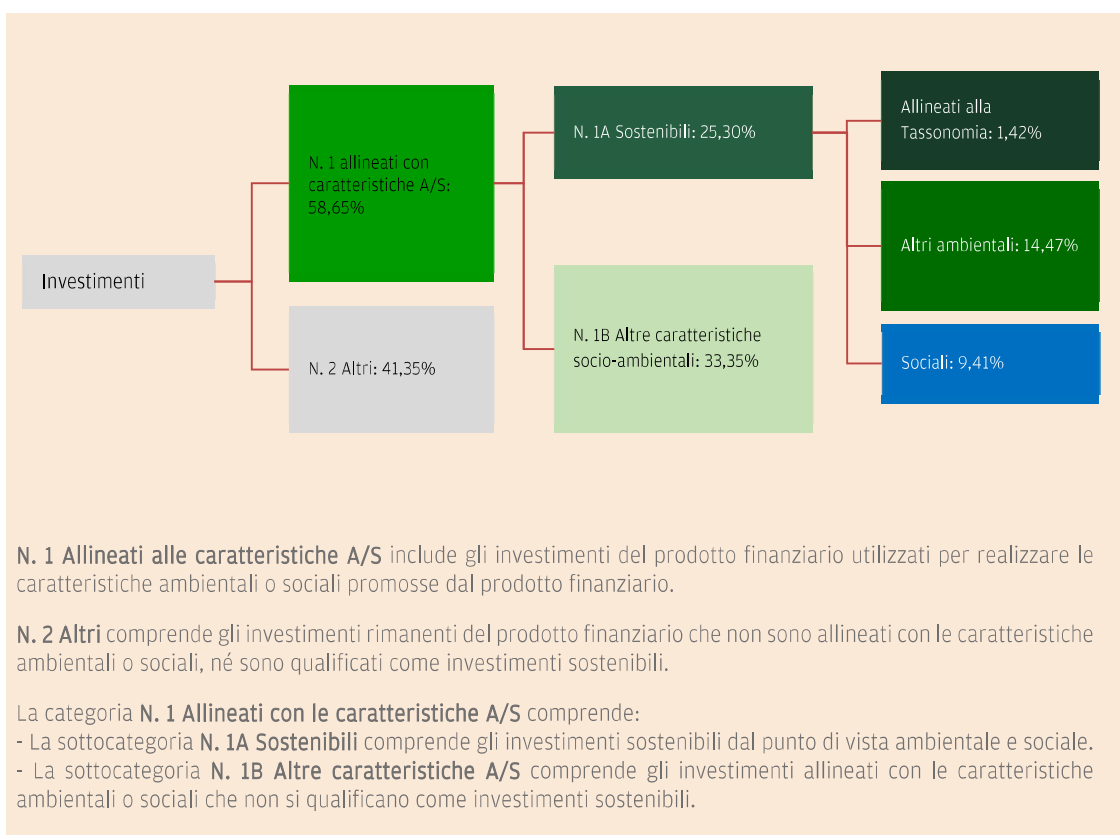 Investimenti
N. 1 allineati con
caratteristiche A/S:
58,65%
N. 2 Altri: 41,35%
N. 1A Sostenibili: 25,30%
N. 1B Altre caratteristiche
socio-ambientali: 33,35%
Allineati alla
Tassonomia: 1,42%
Altri ambientali: 14,47%
Sociali: 9,41%
N. 1 Allineati alle caratteristiche A/S include gli investimenti del prodotto finanziario utilizzati per realizzare le
caratteristiche ambientali o sociali promosse dal prodotto finanziario.
N. 2 Altri comprende gli investimenti rimanenti del prodotto finanziario che non sono allineati con le caratteristiche
ambientali o sociali, né sono qualificati come investimenti sostenibili.
La categoria N. 1 Allineati con le caratteristiche A/S comprende:
- La sottocategoria N. 1A Sostenibili comprende gli investimenti sostenibili dal punto di vista ambientale e sociale.
- La sottocategoria N. 1B Altre caratteristiche A/S comprende gli investimenti allineati con le caratteristiche
ambientali o sociali che non si qualificano come investimenti sostenibili.